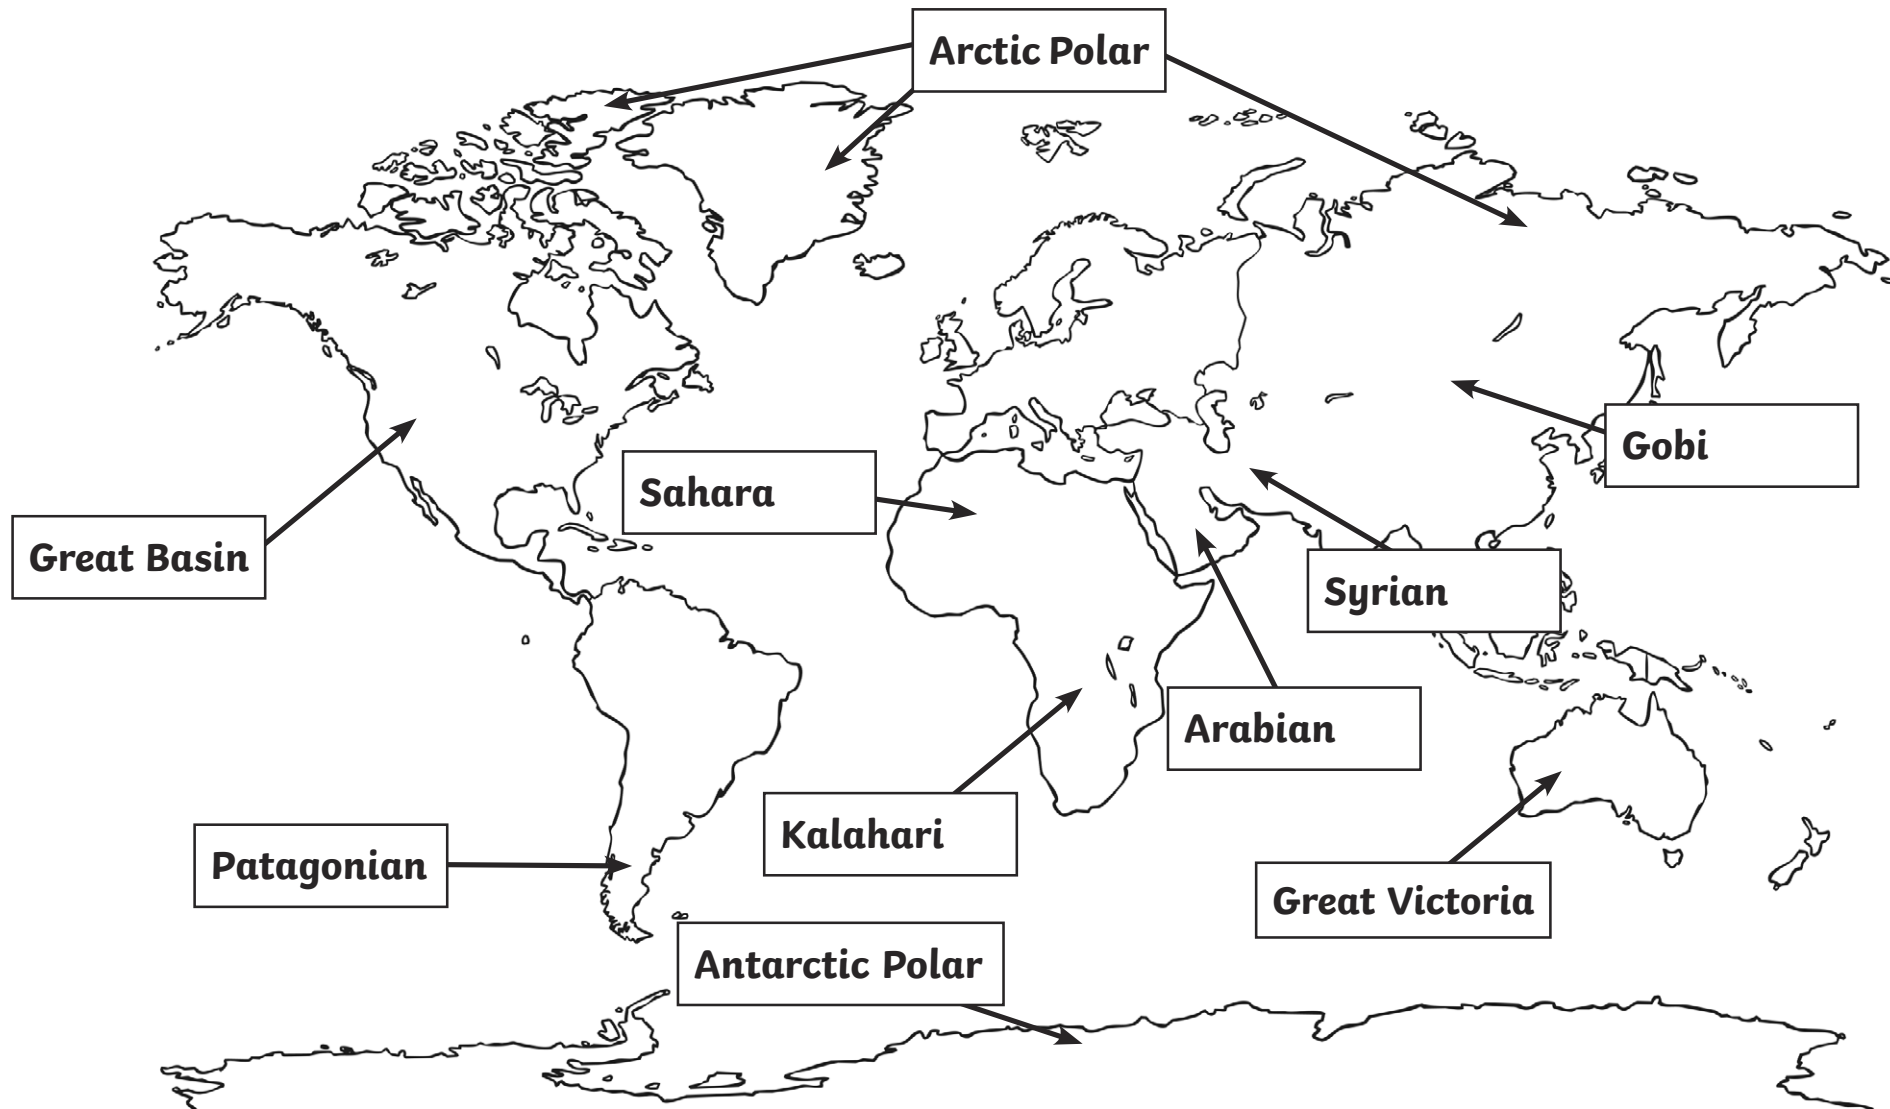 Arctic Polar
Gobi
Sahara
Great Basin
Syrian
Arabian
Kalahari
Patagonian
Great Victoria
Antarctic Polar